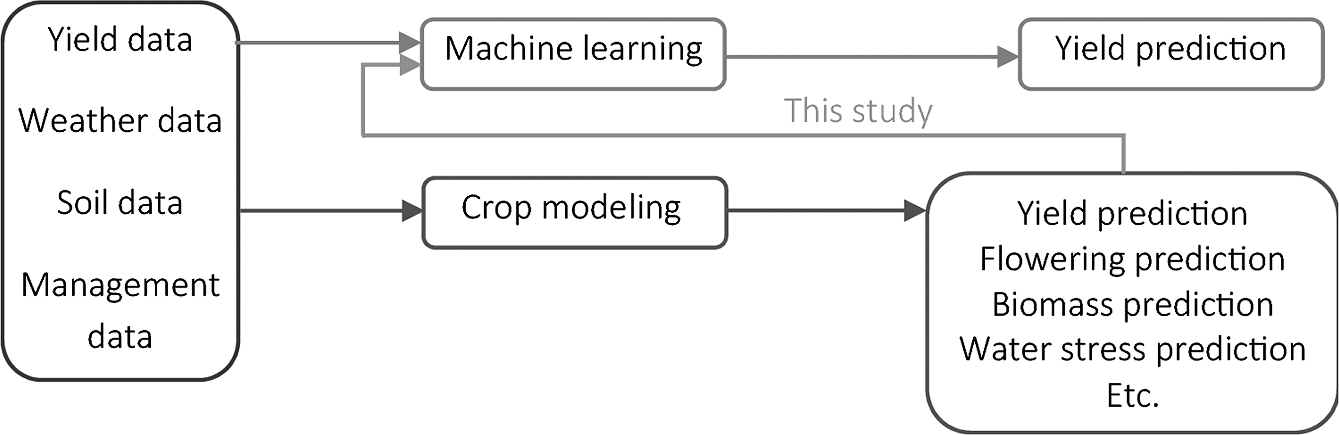 Yield data
Weather data
Soil data
Management
data
Machine learning
Yield prediction
This study
Crop modeling
Yield prediction
Flowering prediction
Biomass prediction
Water stress prediction
Etc.